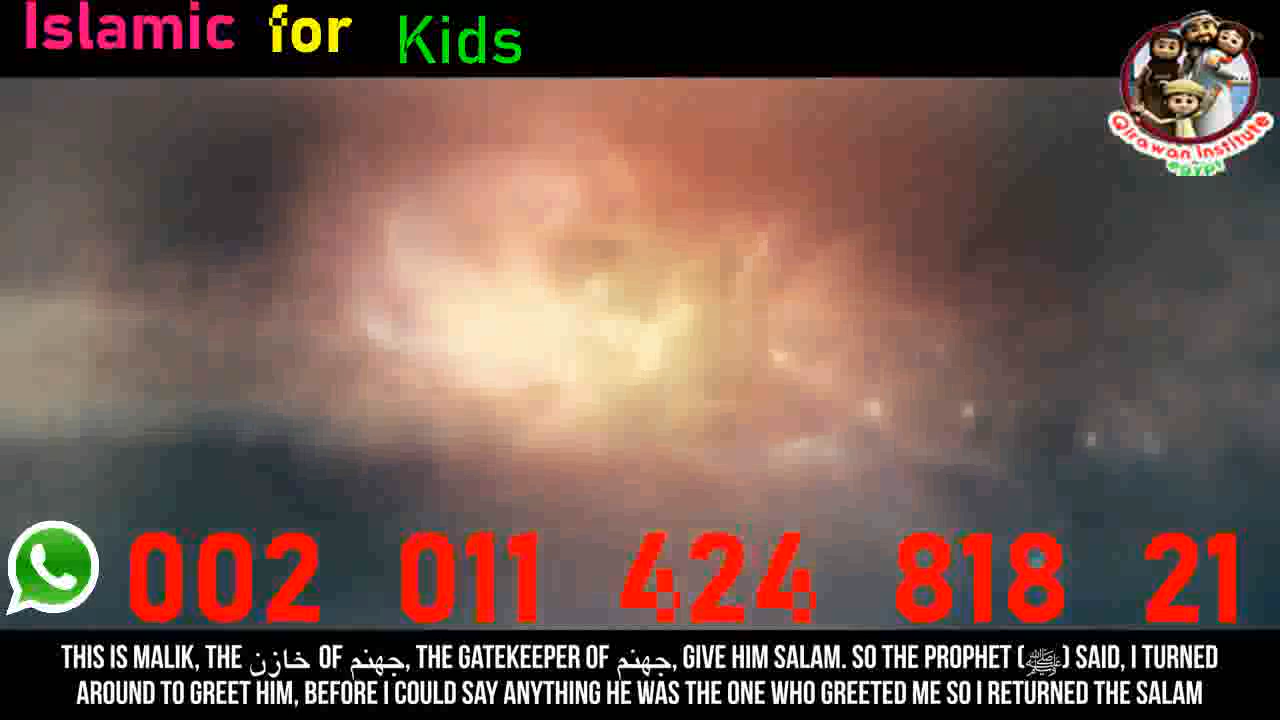 Islamic for Kids
Qirawan Institute
egypt
002 011 424 818 21
THIS IS MALIK, THE خازن OF جهنم, THE GATEKEEPER OF جهنم, GIVE HIM SALAM. SO THE PROPHET (ﷺ) SAID, I TURNED
AROUND TO GREET HIM, BEFORE I COULD SAY ANYTHING HE WAS THE ONE WHO GREETED ME SO I RETURNED THE SALAM